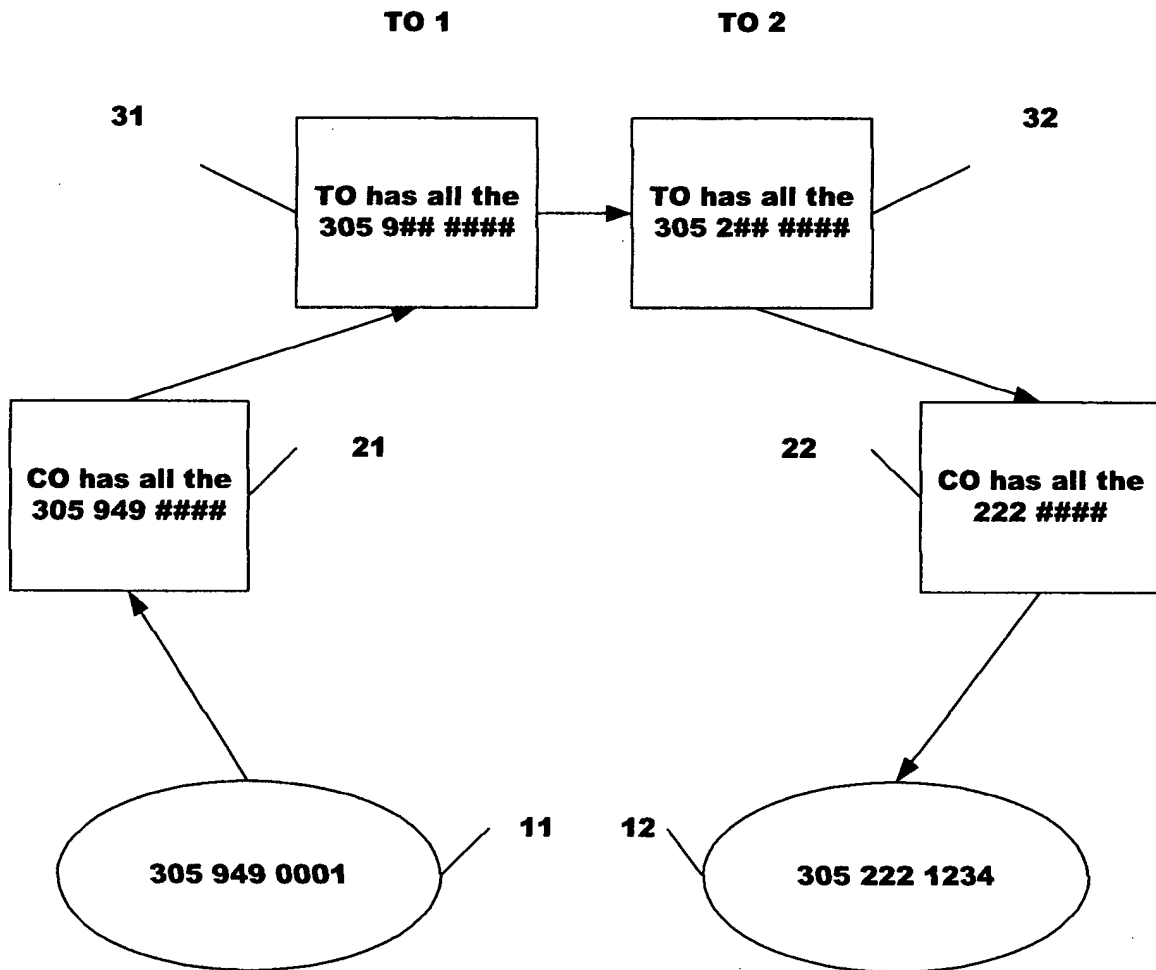 TO 1
TO 2
31
32
TO has all the
305 9## ####
TO has all the
305 2## ####
21
22
CO has all the
305 949 ####
CO has all the
222 ####
11
12
305 949 0001
305 222 1234